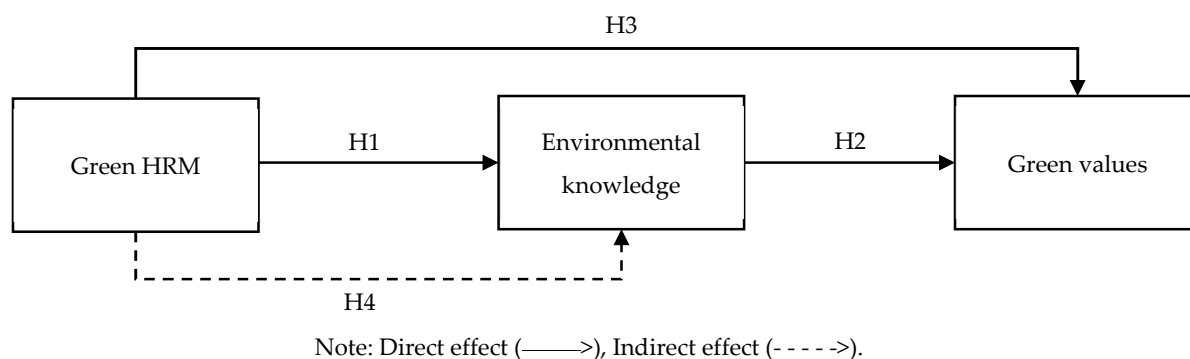 H3
Green HRM
H1
Environmental
knowledge
H2
Green values
H4
Note: Direct effect (———>), Indirect effect (- - - - ->).